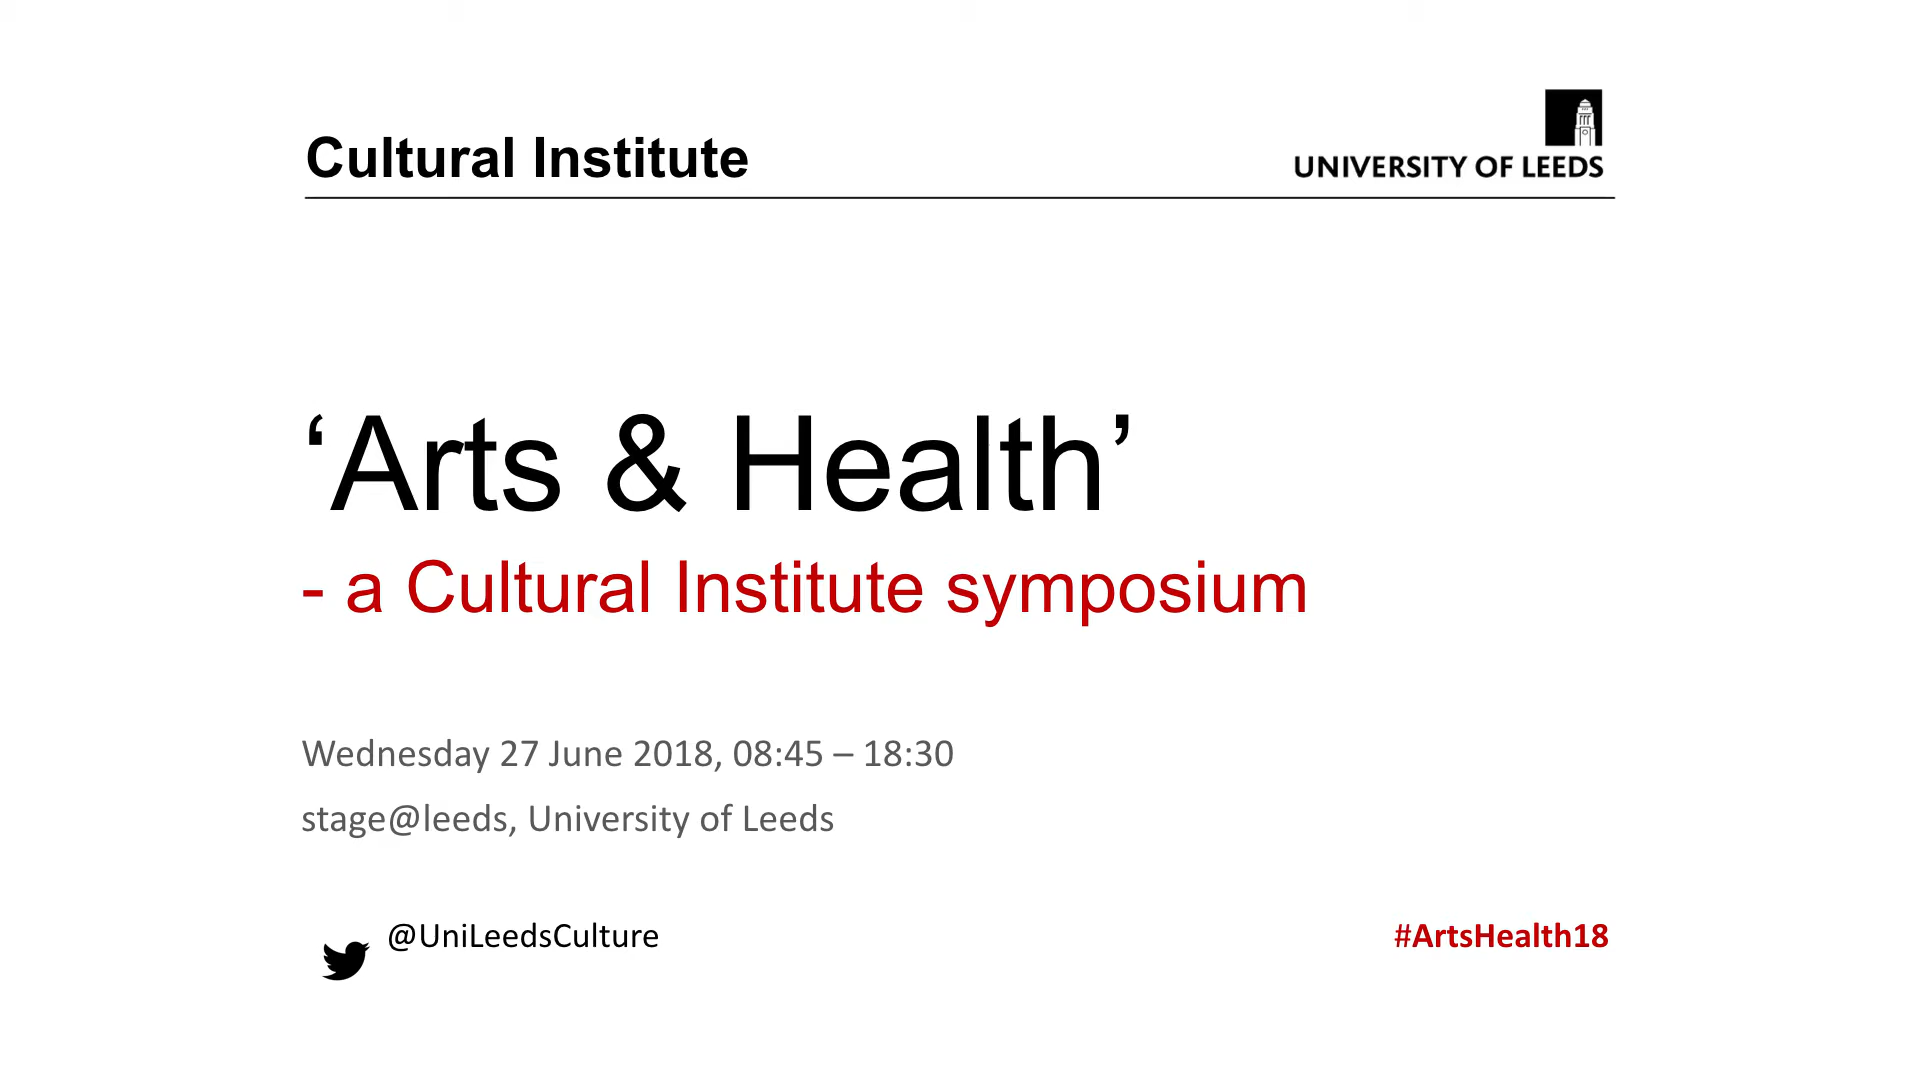 Cultural Institute
UNIVERSITY OF LEEDS
‘Arts & Health’
- a Cultural Institute symposium
Wednesday 27 June 2018, 08:45 – 18:30
stage@leeds, University of Leeds
@UniLeedsCulture
#ArtsHealth18